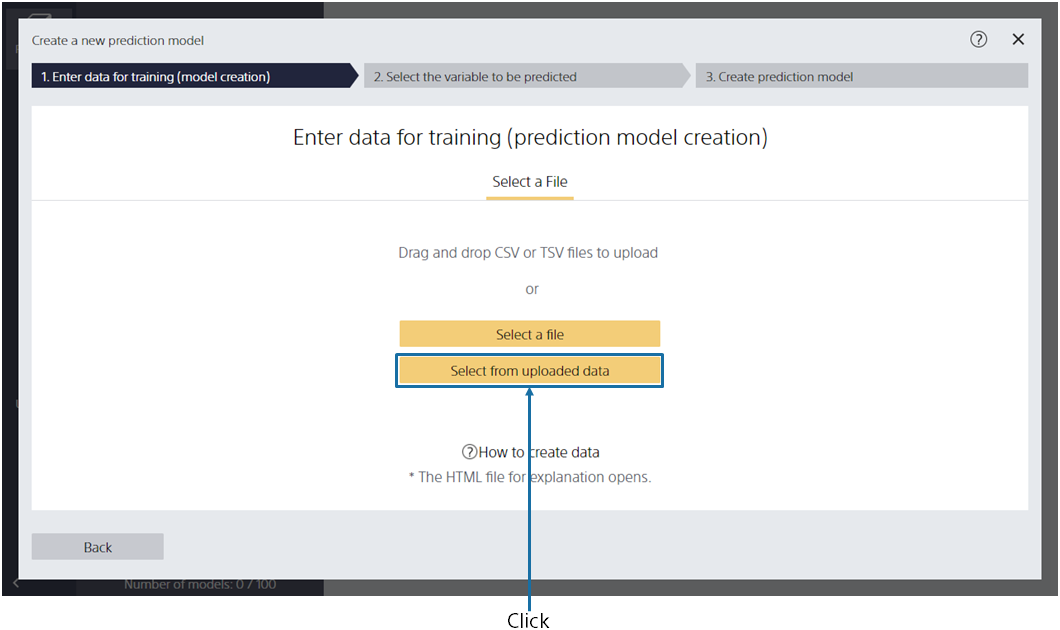 Create a new prediction model
1. Enter data for training (model creation)
2. Select the variable to be predicted
3. Create prediction model
Enter data for training (prediction model creation)
Select a File
Drag and drop CSV or TSV files to upload
or
Select a file
Select from uploaded data
?How to create data
* The HTML file for explanation opens.
Back
Number of models: 0 / 100
Click